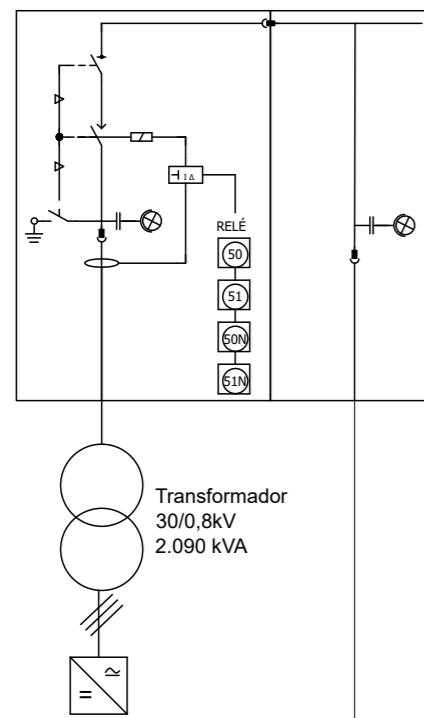 I Δ
RELÉ
50
51
50N
51N
Transformador
30/0,8kV
2.090 kVA